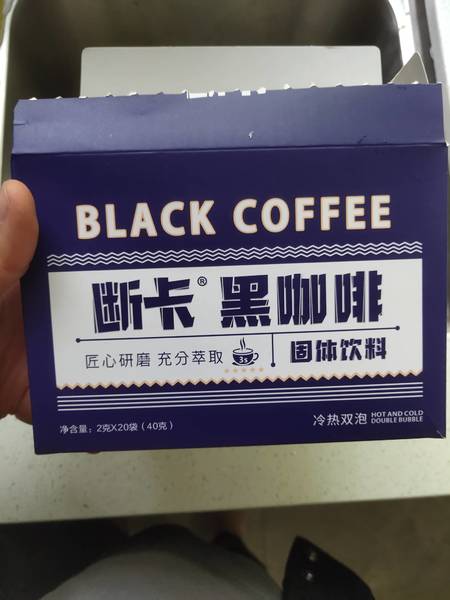 BLACK COFFEE
断卡® 黑咖啡
匠心研磨 充分萃取
3s
固体饮料
净含量：2克X20袋（40克）
冷热双泡
HOT AND COLD
DOUBLE BUBBLE